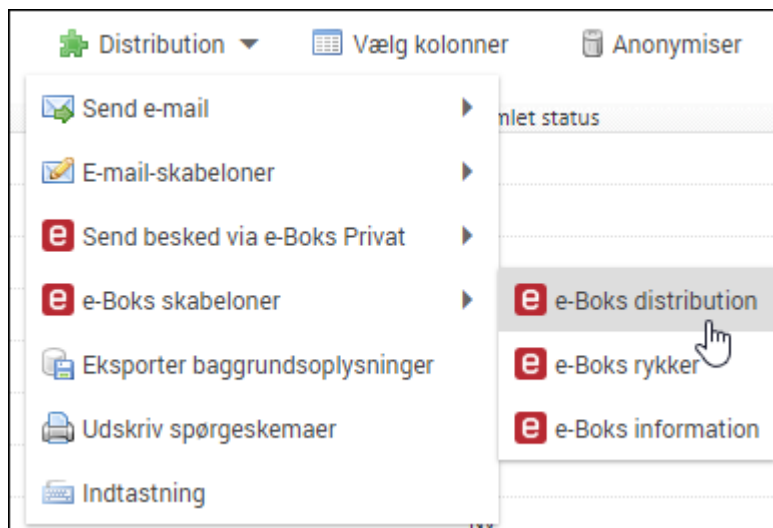 Distribution Vælg kolonner Anonymiser
Send e-mail
mlet status
E-mail-skabeloner
Send besked via e-Boks Privat
e-Boks skabeloner
e-Boks distribution
Eksporter baggrundsoplysninger
e-Boks rykker
Udskriv spørgeskemaer
e-Boks information
Indtastning